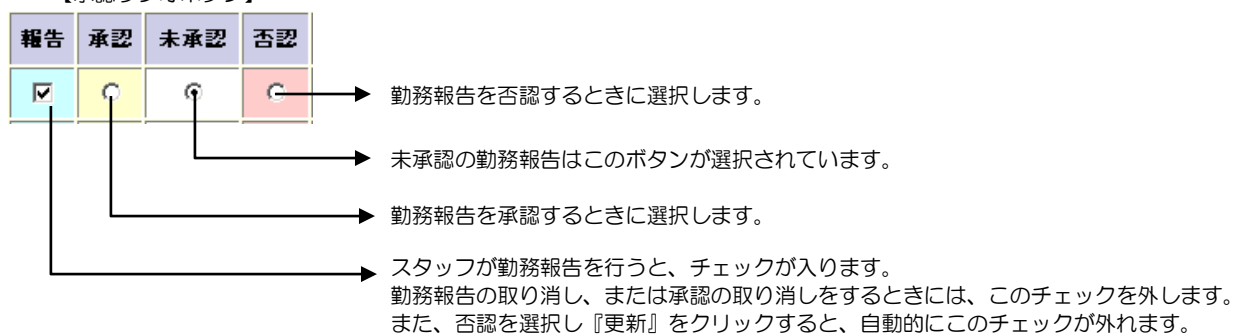 報告 承認 未承認 否認
勤務報告を否認するときに選択します。
未承認の勤務報告はこのボタンが選択されています。
勤務報告を承認するときに選択します。
スタッフが勤務報告を行うと、チェックが入ります。
勤務報告の取り消し、または承認の取り消しをするときには、このチェックを外します。
また、否認を選択し『更新』をクリックすると、自動的にこのチェックが外れます。